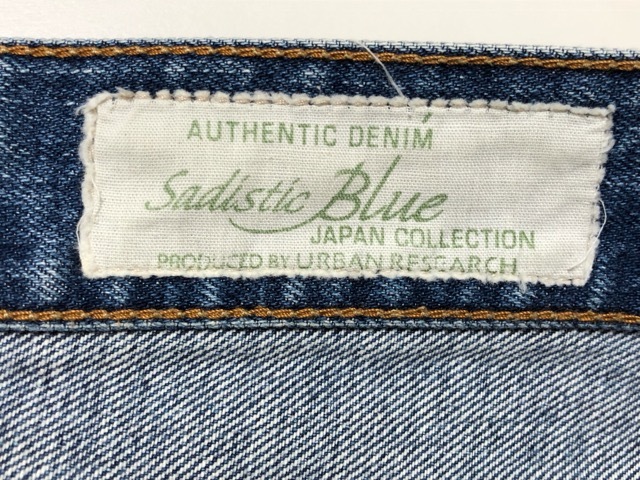 AUTHENTIC DENIM
Sadistic Blue
JAPAN COLLECTION
PRODUCED BY URBAN RESEARCH